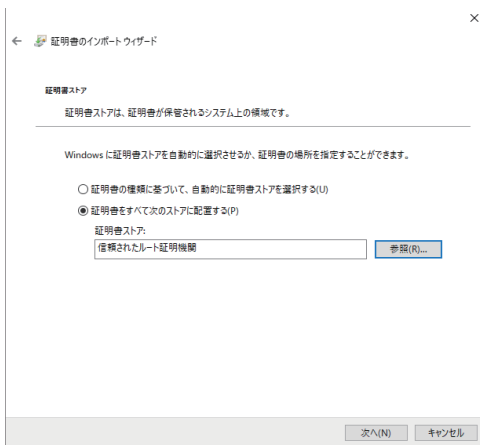 証明書のインポート ウィザード
証明書ストア
証明書ストアは、証明書が保管されるシステム上の領域です。
Windows に証明書ストアを自動的に選択させるか、証明書の場所を指定することができます。
証明書の種類に基づいて、自動的に証明書ストアを選択する(U)
証明書をすべて次のストアに配置する(P)
証明書ストア:
信頼されたルート証明機関
参照(R)...
次へ(N)
キャンセル